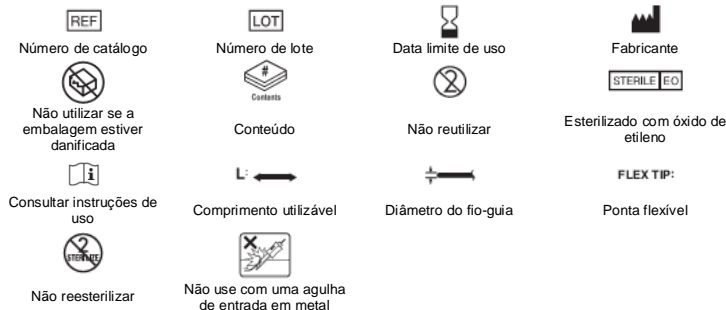 REF
LOT
Número de catálogo
Número de lote
Data limite de uso
Fabricante
#
Contents
2
STERILE EO
Não utilizar se a
embalagem estiver
danificada
Conteúdo
Não reutilizar
Esterilizado com óxido de
etileno
i
L:
FLEX TIP:
Consultar instruções de
uso
Comprimento utilizável
Diâmetro do fio-guia
Ponta flexível
2
STERILIZE
Não reesterilizar
Não use com uma agulha
de entrada em metal